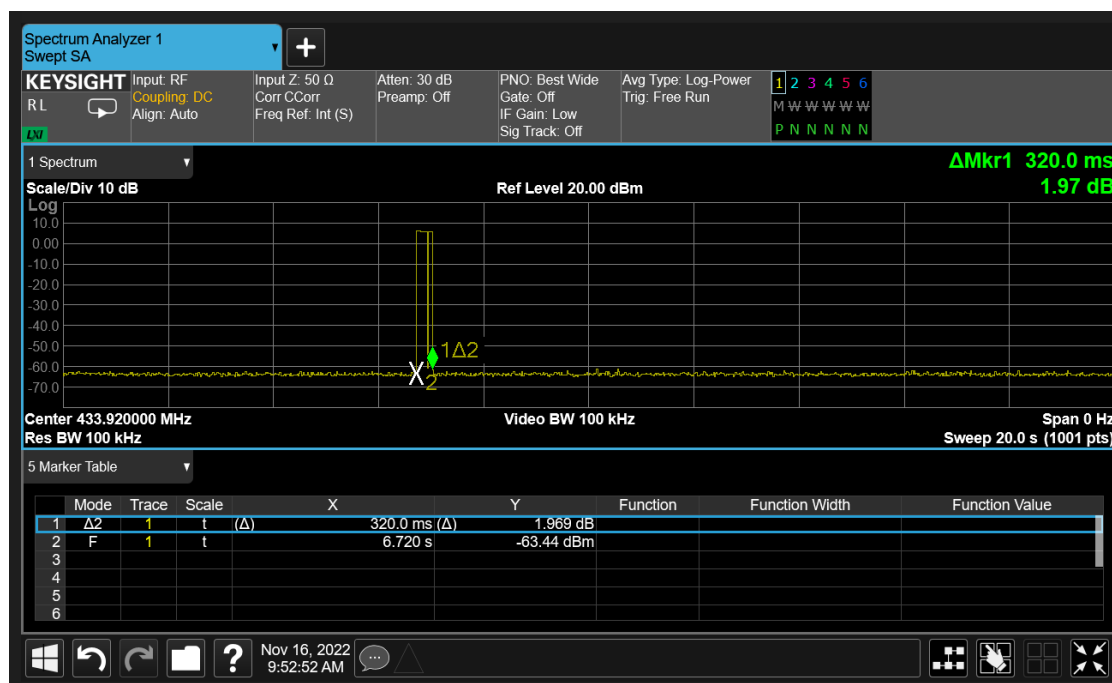 Spectrum Analyzer 1
Swept SA
+
KEYSIGHT
R L
LXI
Input: RF
Coupling: DC
Align: Auto
Input Z: 50 Ω
Corr CCorr
Freq Ref: Int (S)
Atten: 30 dB
Preamp: Off
PNO: Best Wide
Gate: Off
IF Gain: Low
Sig Track: Off
Avg Type: Log-Power
Trig: Free Run
1 2 3 4 5 6
M W W W W W
P N N N N N
1 Spectrum
ΔMkr1 320.0 ms
Scale/Div 10 dB Ref Level 20.00 dBm 1.97 dB
Log
10.0
0.00
-10.0
-20.0
-30.0
-40.0
-50.0
-60.0
-70.0
1Δ2
X
2
Center 433.920000 MHz Video BW 100 kHz Span 0 Hz
Res BW 100 kHz Sweep 20.0 s (1001 pts)
5 Marker Table
Mode Trace Scale X Y Function Function Width Function Value
1 Δ2 1 t (Δ) 320.0 ms (Δ) 1.969 dB
2 F 1 t 6.720 s -63.44 dBm
3
4
5
6
?
Nov 16, 2022
9:52:52 AM